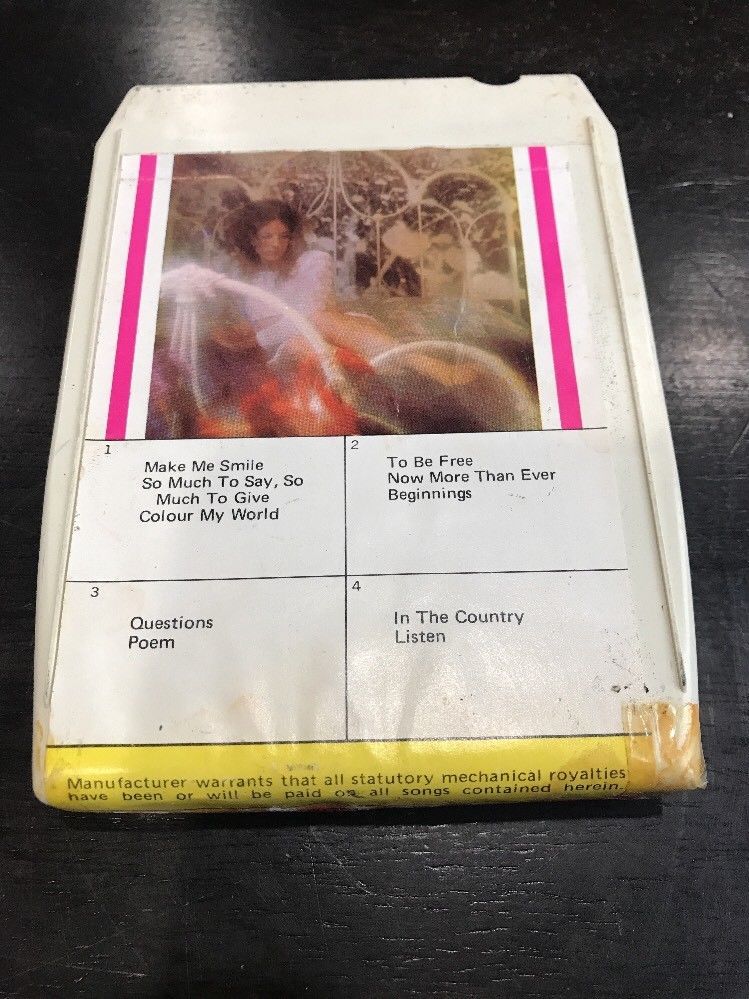 1
Make Me Smile
So Much To Say, So
Much To Give
Colour My World
2
To Be Free
Now More Than Ever
Beginnings
3
Questions
Poem
4
In The Country
Listen
Manufacturer warrants that all statutory mechanical royalties
have been or will be paid on all songs contained herein.